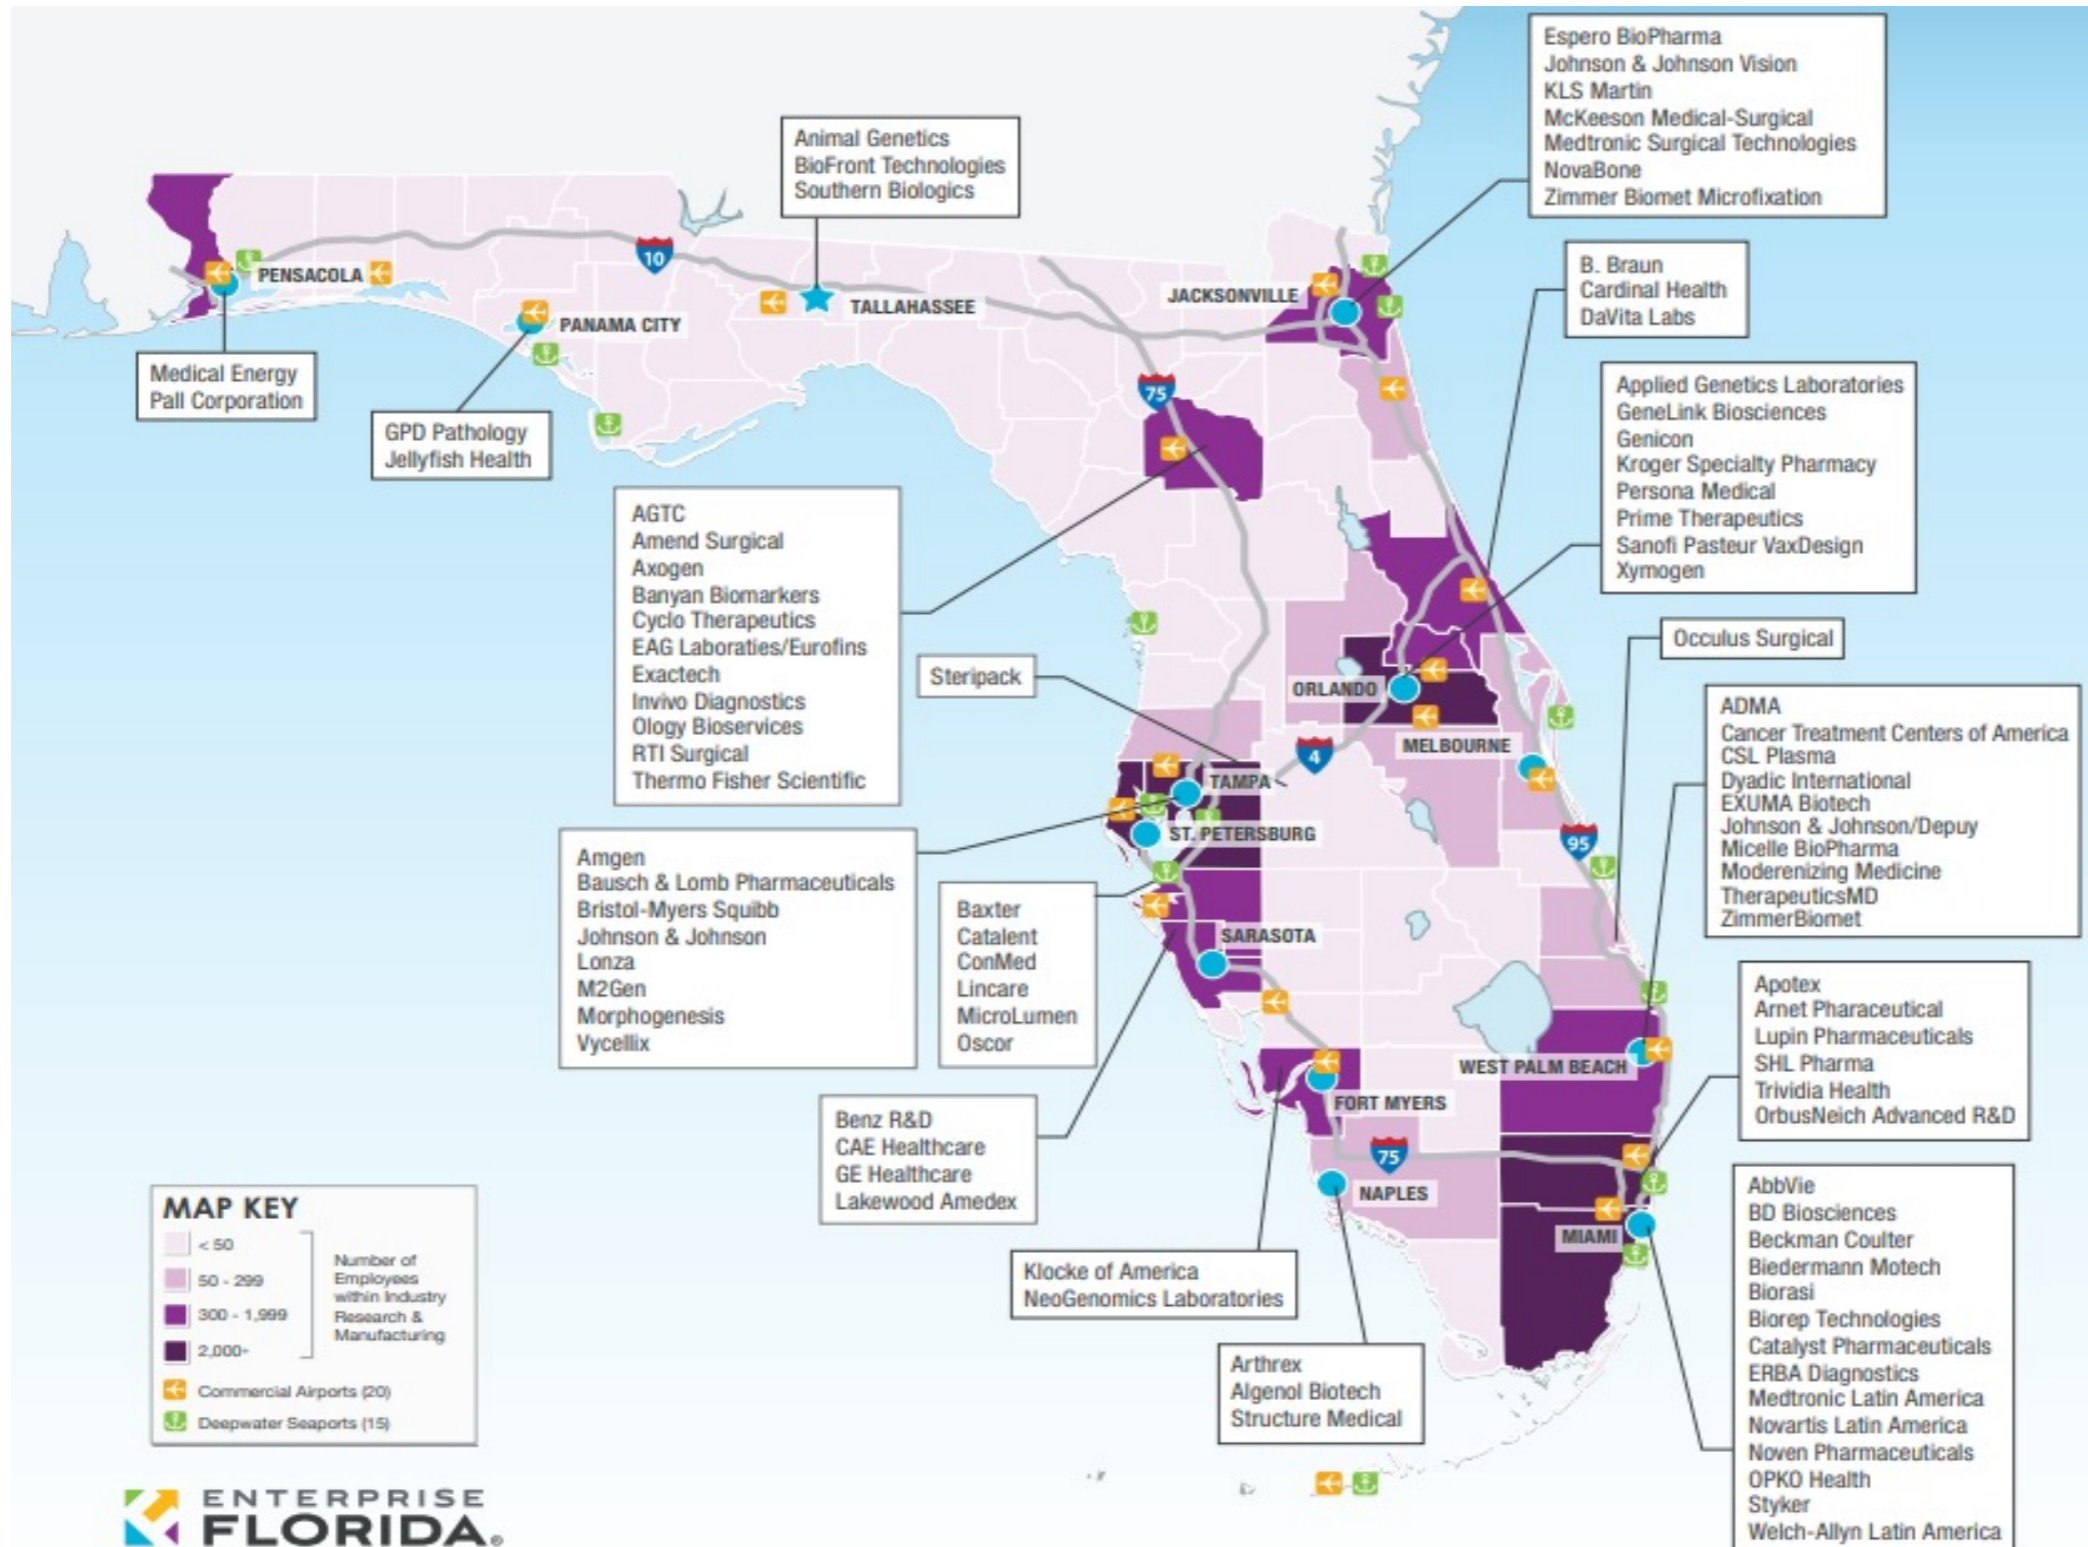 Espero BioPharma
Johnson & Johnson Vision
KLS Martin
McKeeson Medical-Surgical
Medtronic Surgical Technologies
NovaBone
Zimmer Biomet Microfixation
Animal Genetics
BioFront Technologies
Southern Biologics
10
PENSACOLA
PANAMA CITY
TALLAHASSEE
JACKSONVILLE
B. Braun
Cardinal Health
DaVita Labs
Medical Energy
Pall Corporation
GPD Pathology
Jellyfish Health
75
Applied Genetics Laboratories
GeneLink Biosciences
Genicon
Kroger Specialty Pharmacy
Persona Medical
Prime Therapeutics
Sanofi Pasteur VaxDesign
Xymogen
AGTC
Amend Surgical
Axogen
Banyan Biomarkers
Cyclo Therapeutics
EAG Laboraties/Eurofins
Exactech
Invivo Diagnostics
Ology Bioservices
RTI Surgical
Thermo Fisher Scientific
Steripack
Occulus Surgical
ORLANDO
MELBOURNE
4
TAMPA
ST. PETERSBURG
95
ADMA
Cancer Treatment Centers of America
CSL Plasma
Dyadic International
EXUMA Biotech
Johnson & Johnson/Depuy
Micelle BioPharma
Moderenizing Medicine
TherapeuticsMD
ZimmerBiomet
Amgen
Bausch & Lomb Pharmaceuticals
Bristol-Myers Squibb
Johnson & Johnson
Lonza
M2Gen
Morphogenesis
Vycellix
Baxter
Catalent
ConMed
Lincare
MicroLumen
Oscor
SARASOTA
Apotex
Arnet Pharaceutical
Lupin Pharmaceuticals
SHL Pharma
Trividia Health
OrbusNeich Advanced R&D
WEST PALM BEACH
FORT MYERS
Benz R&D
CAE Healthcare
GE Healthcare
Lakewood Amedex
75
NAPLES
MIAMI
AbbVie
BD Biosciences
Beckman Coulter
Biedermann Motech
Biorasi
Biorep Technologies
Catalyst Pharmaceuticals
ERBA Diagnostics
Medtronic Latin America
Novartis Latin America
Noven Pharmaceuticals
OPKO Health
Styker
Welch-Allyn Latin America
Klocke of America
NeoGenomics Laboratories
Arthrex
Algenol Biotech
Structure Medical
MAP KEY
< 50
50 - 299
300 - 1,999
2,000+
Number of
Employees
within Industry
Research &
Manufacturing
Commercial Airports (20)
Deepwater Seaports (15)
ENTERPRISE
FLORIDA®